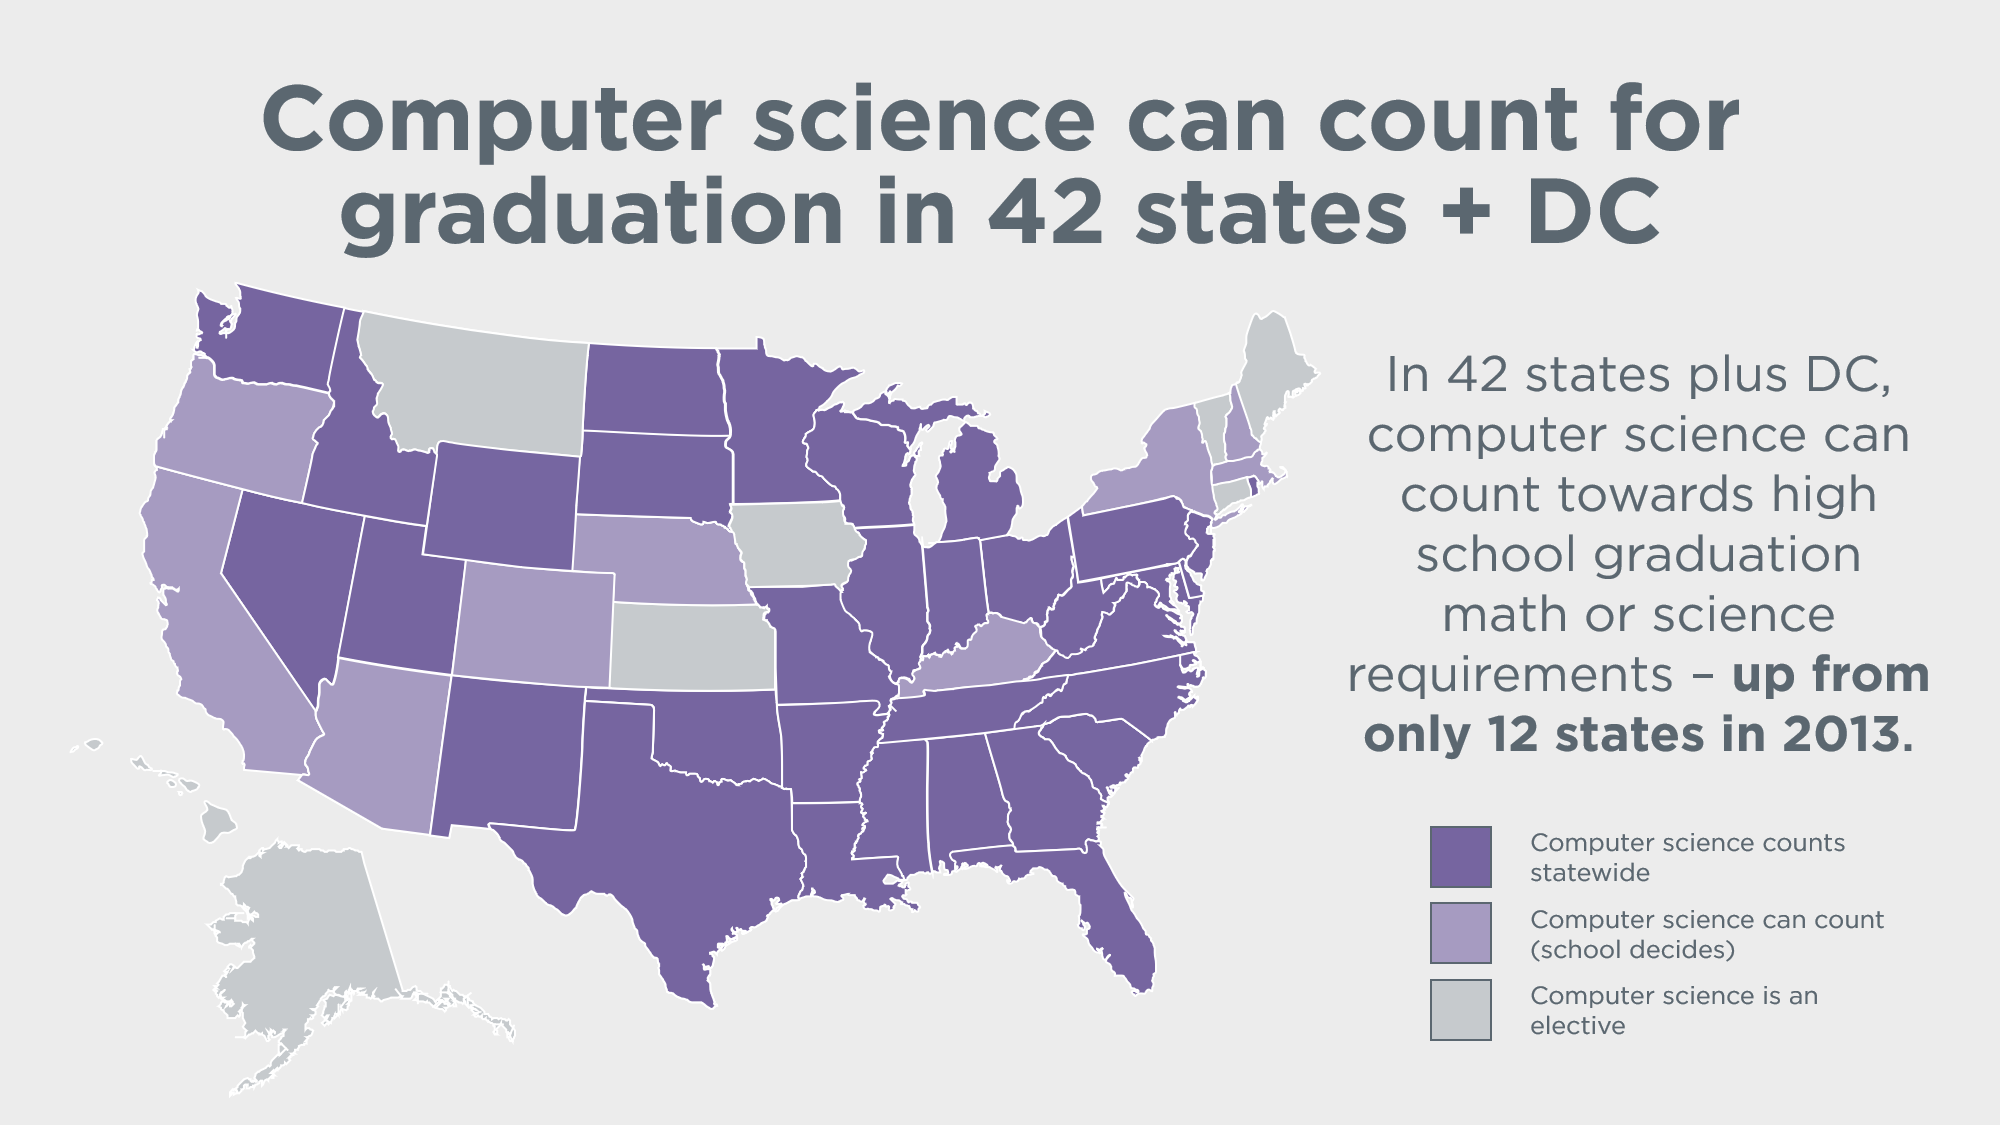 Computer science can count for
graduation in 42 states + DC
In 42 states plus DC,
computer science can
count towards high
school graduation
math or science
requirements – up from
only 12 states in 2013.
Computer science counts
statewide
Computer science can count
(school decides)
Computer science is an
elective